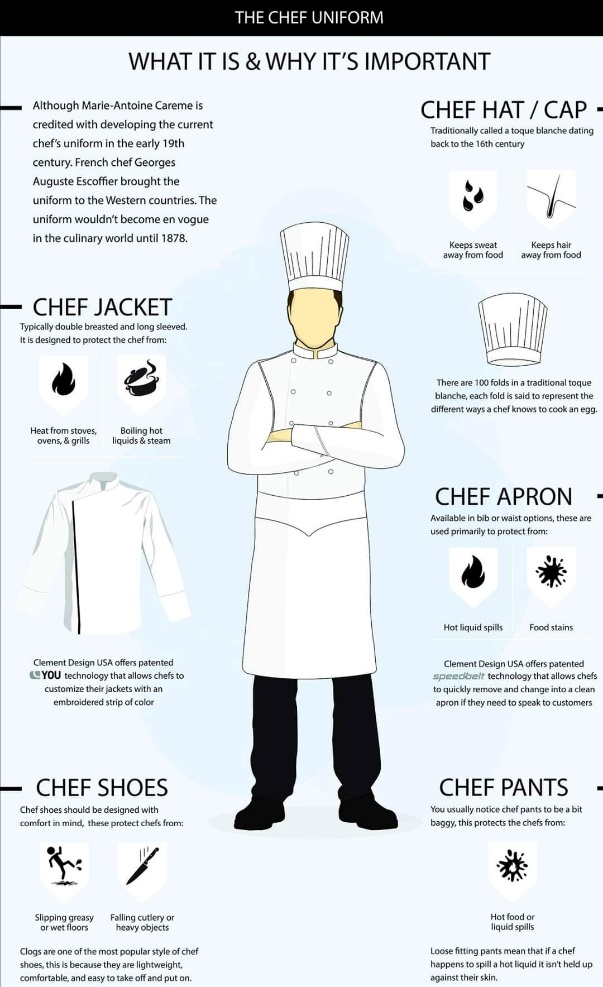 THE CHEF UNIFORM
WHAT IT IS & WHY IT'S IMPORTANT
Although Marie-Antoine Careme is
credited with developing the current
chef's uniform in the early 19th
century. French chef Georges
Auguste Escoffier brought the
uniform to the Western countries. The
uniform wouldn't become en vogue
in the culinary world until 1878.
CHEF HAT / CAP
Traditionally called a toque blanche dating
back to the 16th century
Keeps sweat
away from food
Keeps hair
away from food
There are 100 folds in a traditional toque
blanche, each fold is said to represent the
different ways a chef knows to cook an egg.
CHEF JACKET
Typically double breasted and long sleeved.
It is designed to protect the chef from:
Heat from stoves,
ovens, & grills
Boiling hot
liquids & steam
Clement Design USA offers patented
YOU technology that allows chefs to
customize their jackets with an
embroidered strip of color
CHEF APRON
Available in bib or waist options, these are
used primarily to protect from:
Hot liquid spills
Food stains
Clement Design USA offers patented
speedbelt technology that allows chefs
to quickly remove and change into a clean
apron if they need to speak to customers
CHEF SHOES
Chef shoes should be designed with
comfort in mind, these protect chefs from:
Slipping greasy
or wet floors
Falling cutlery or
heavy objects
Clogs are one of the most popular style of chef
shoes, this is because they are lightweight,
comfortable, and easy to take off and put on.
CHEF PANTS
You usually notice chef pants to be a bit
baggy, this protects the chefs from:
Hot food or
liquid spills
Loose fitting pants mean that if a chef
happens to spill a hot liquid it isn't held up
against their skin.